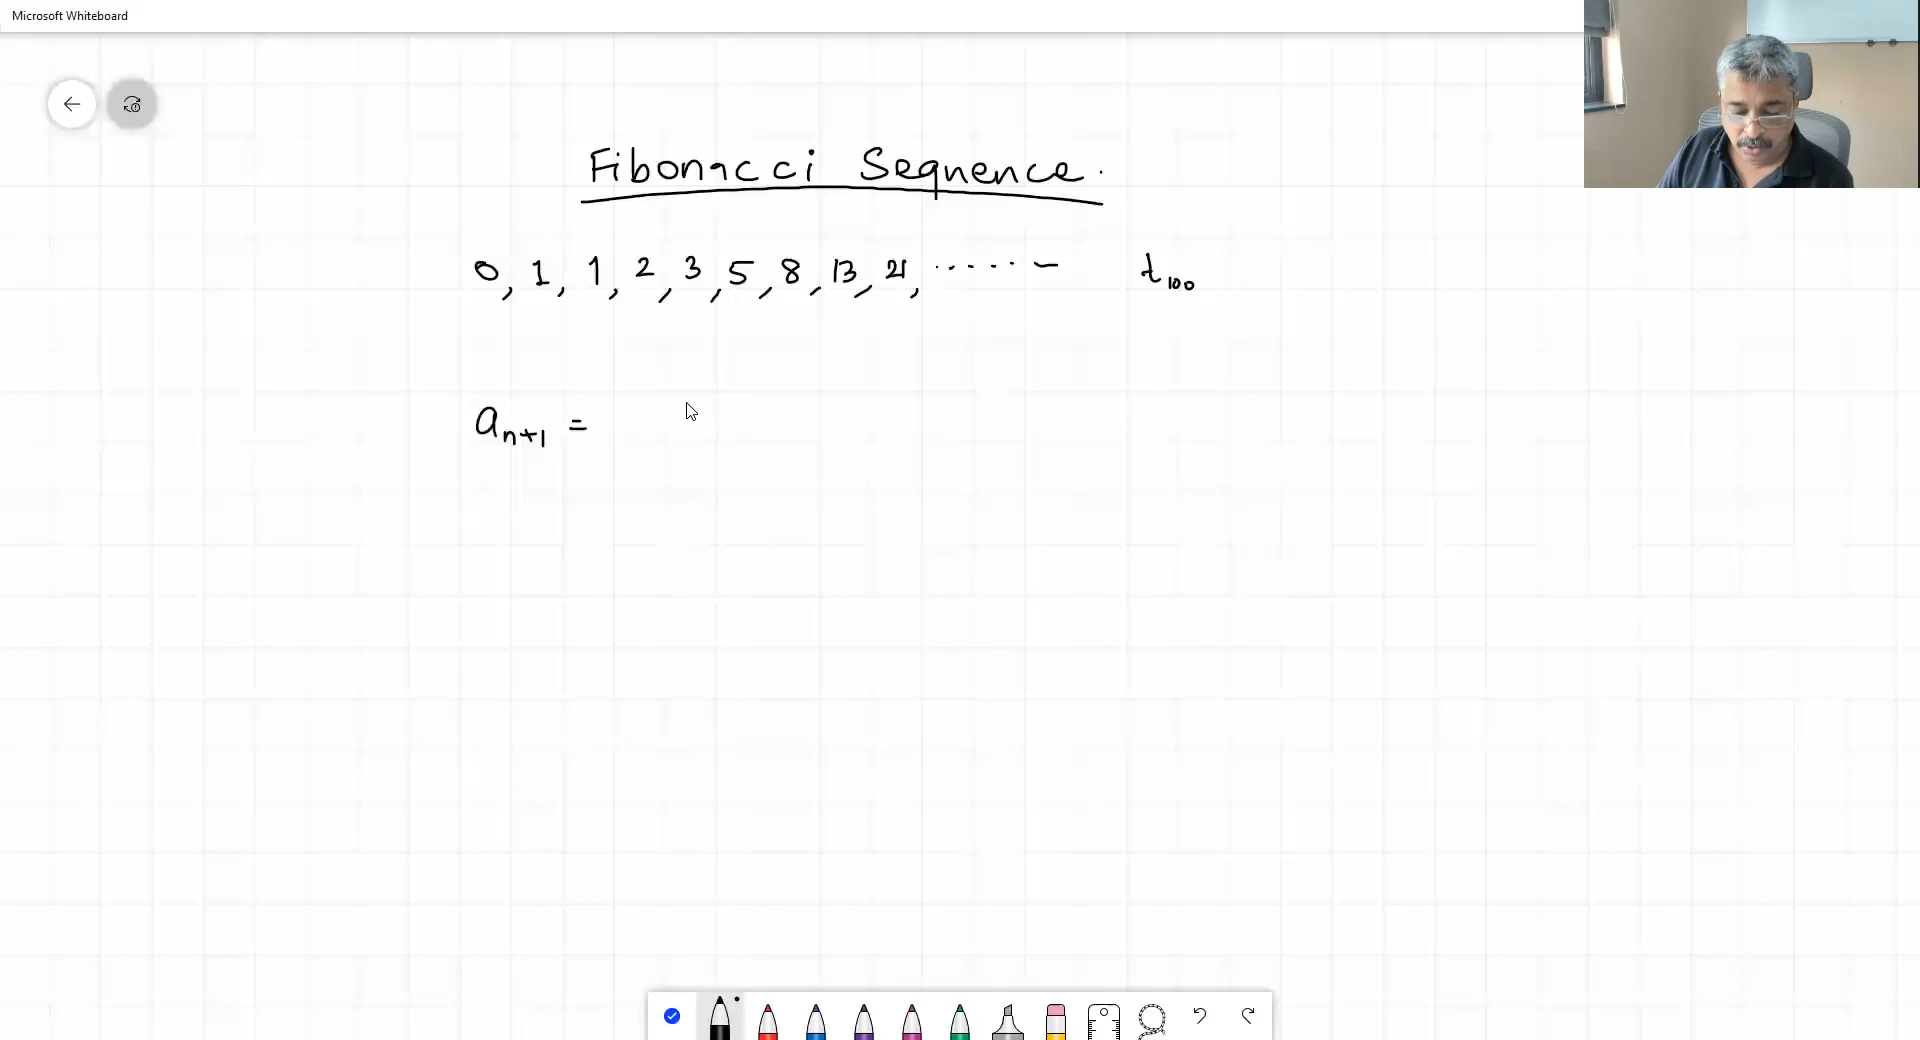 Microsoft Whiteboard
Fibonacci Sequence.
0, 1, 1, 2, 3, 5, 8, 13, 21, ······– t₁₀₀
aₙ₊₁ =